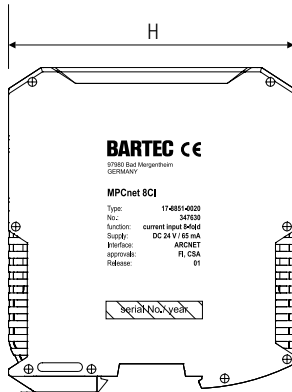 H
BARTEC CE
97980 Bad Mergentheim
GERMANY
MPCnet 8CI
Type: 17-8851-0020
No.: 347630
function: current input 8-fold
Supply: DC 24 V / 65 mA
Interface: ARCNET
approvals: FI, CSA
Release: 01
serial No./ year